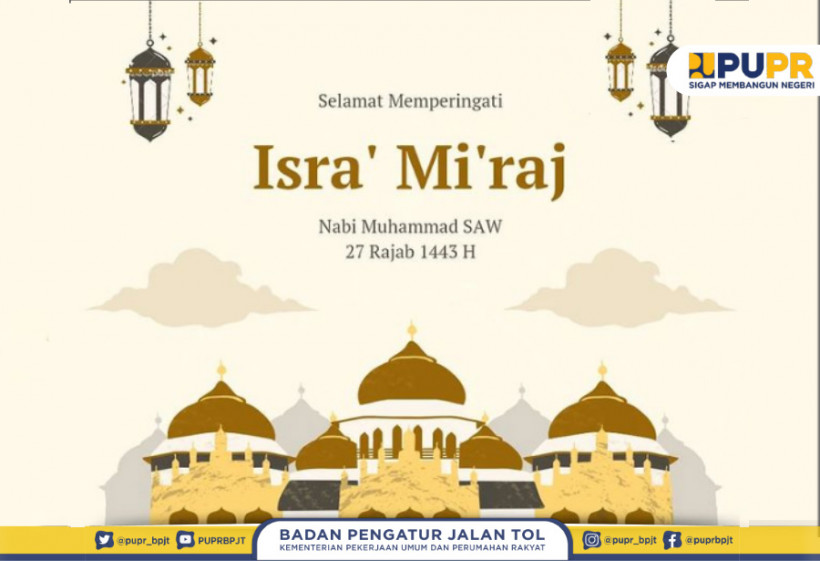 PUPR
SIGAP MEMBANGUN NEGERI
Selamat Memperingati
Isra' Mi'raj
Nabi Muhammad SAW
27 Rajab 1443 H
BADAN PENGATUR JALAN TOL
KEMENTERIAN PEKERJAAN UMUM DAN PERUMAHAN RAKYAT
@pupr_bpjt PUPRBPJT @pupr_bpjt @puprbpjt